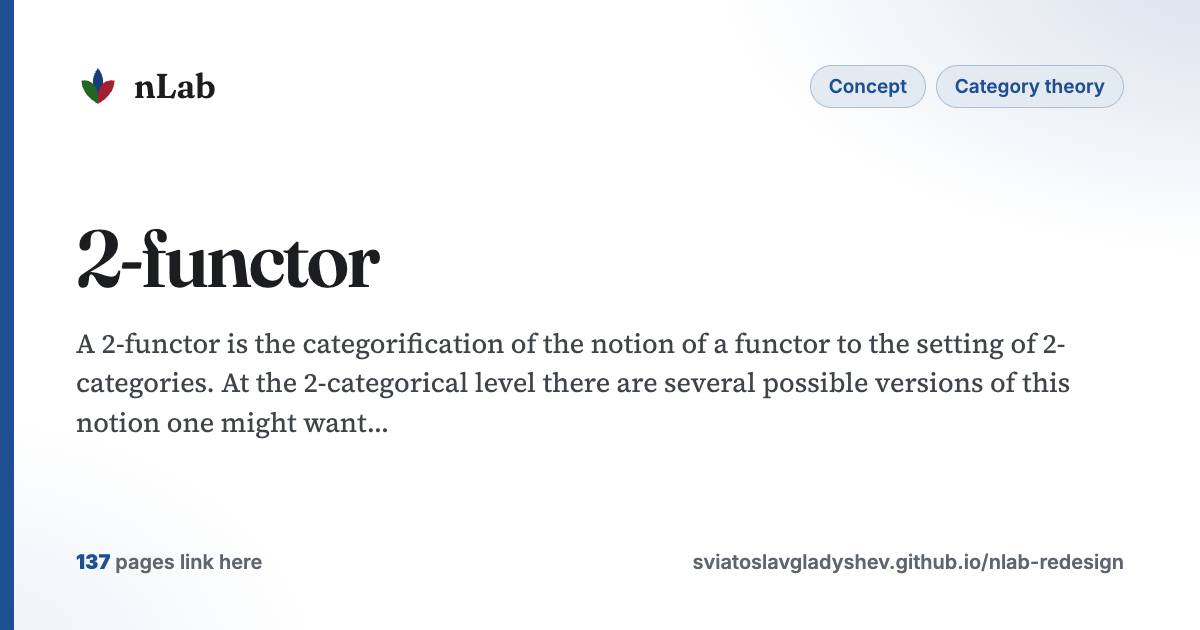 nLab
Concept
Category theory
2-functor
A 2-functor is the categorification of the notion of a functor to the setting of 2-
categories. At the 2-categorical level there are several possible versions of this
notion one might want...
137 pages link here
sviatoslavgladyshev.github.io/nlab-redesign